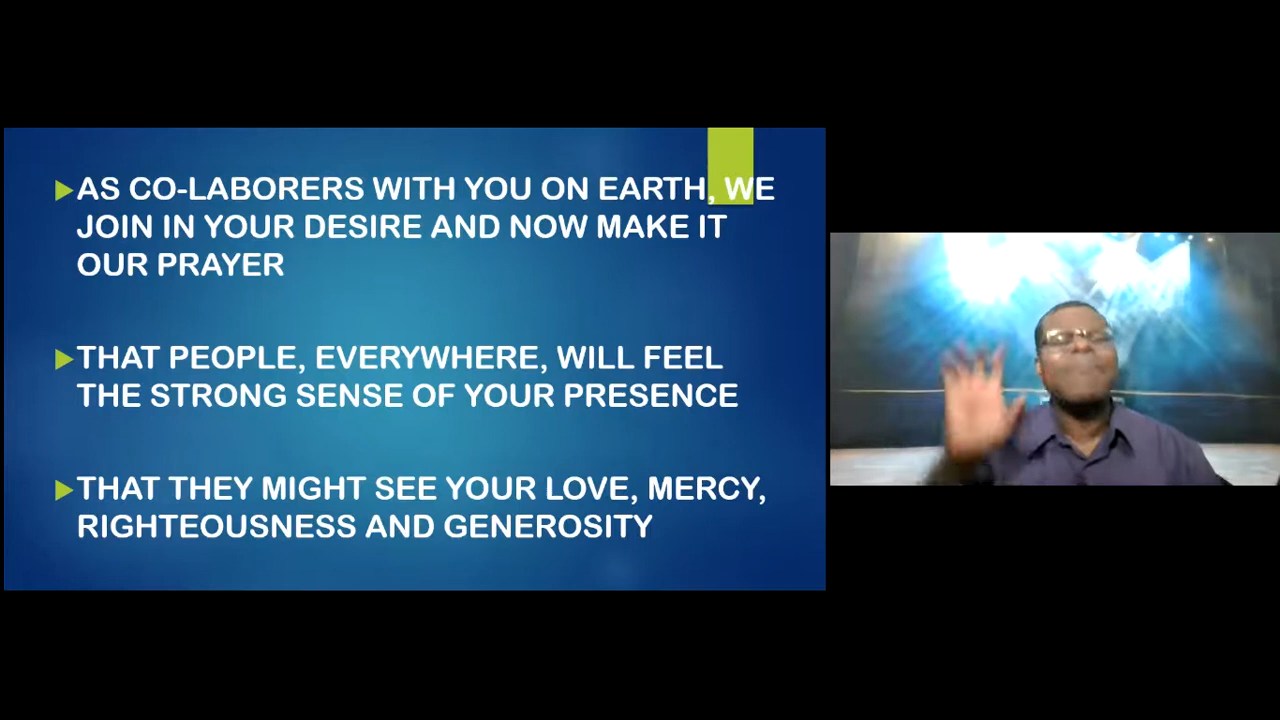 AS CO-LABORERS WITH YOU ON EARTH, WE
JOIN IN YOUR DESIRE AND NOW MAKE IT
OUR PRAYER
THAT PEOPLE, EVERYWHERE, WILL FEEL
THE STRONG SENSE OF YOUR PRESENCE
THAT THEY MIGHT SEE YOUR LOVE, MERCY,
RIGHTEOUSNESS AND GENEROSITY